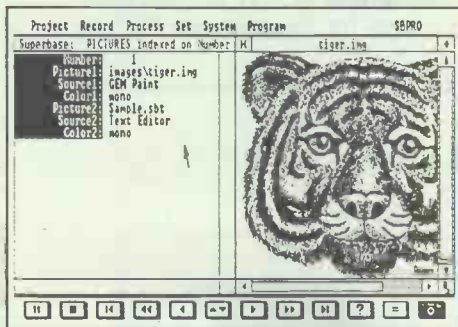 Project Record Process Set System Program SBPRO
Superbase: PICTURES indexed on Number
tiger.img
Number: 1
Picture1: images\tiger.img
Source1: GEM Paint
Color1: mono
Picture2: Sample.sbt
Source2: Text Editor
Color2: mono
? =